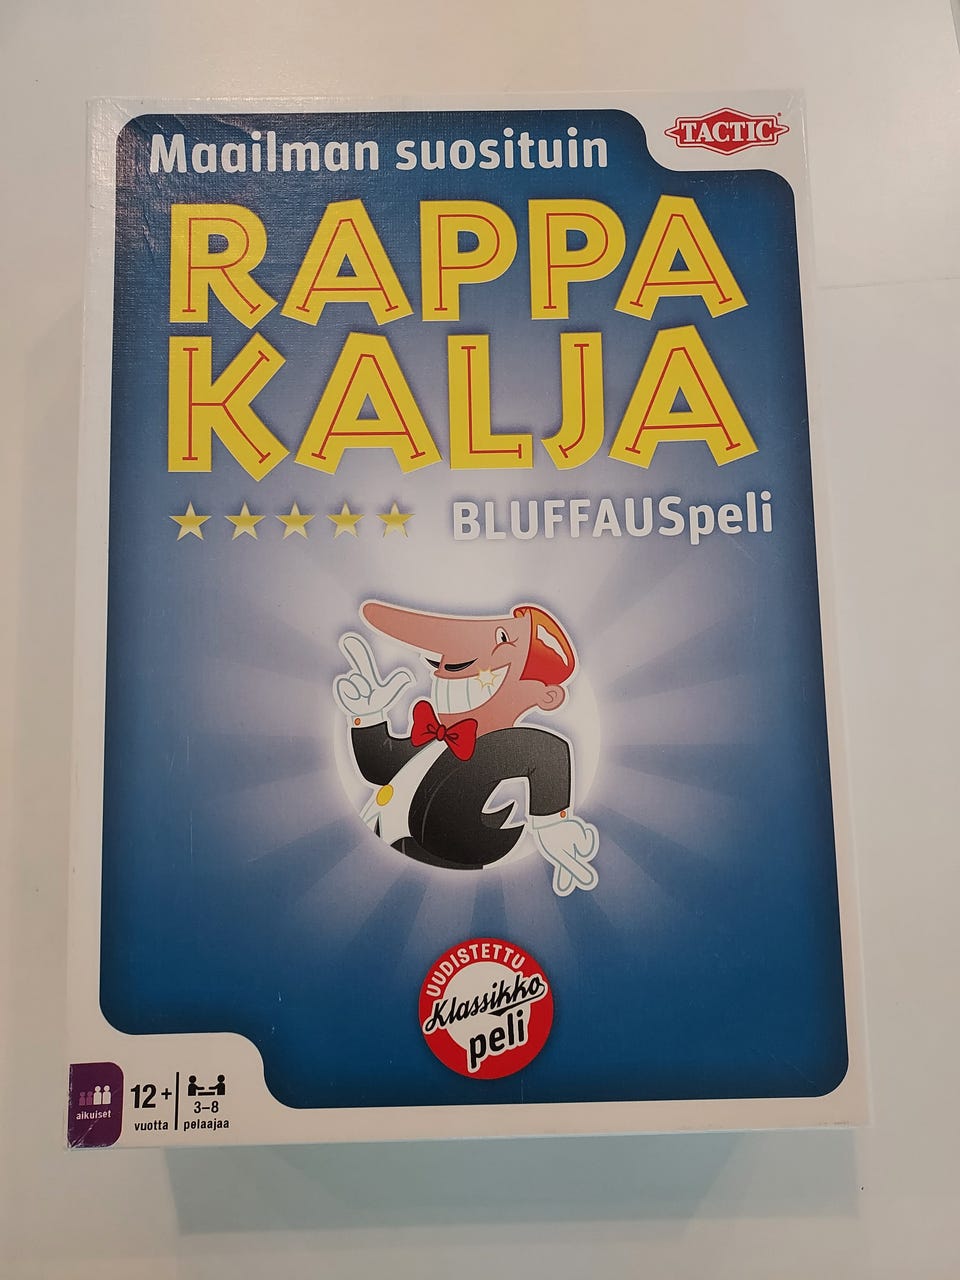 Maailman suosituin
TACTIC
RAPPA
KALJA
BLUFFAUSpeli
UUDISTETTU
Klassikko
peli
aikuiset
12+
vuotta
3–8
pelaajaa